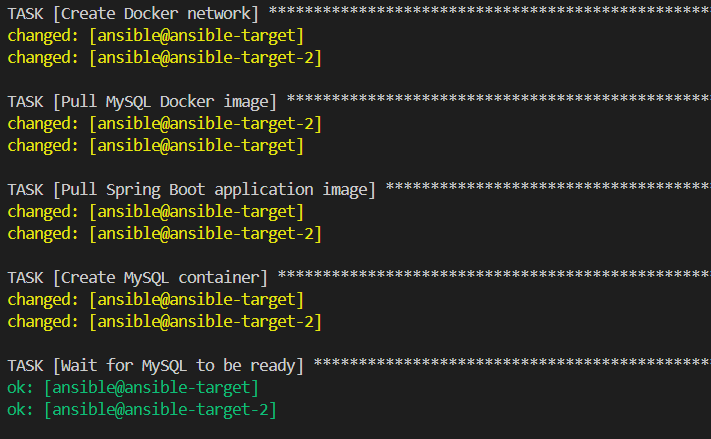 TASK [Create Docker network] *************************************************
changed: [ansible@ansible-target]
changed: [ansible@ansible-target-2]
TASK [Pull MySQL Docker image] ***********************************************
changed: [ansible@ansible-target-2]
changed: [ansible@ansible-target]
TASK [Pull Spring Boot application image] ************************************
changed: [ansible@ansible-target]
changed: [ansible@ansible-target-2]
TASK [Create MySQL container] ************************************************
changed: [ansible@ansible-target]
changed: [ansible@ansible-target-2]
TASK [Wait for MySQL to be ready] ********************************************
ok: [ansible@ansible-target]
ok: [ansible@ansible-target-2]